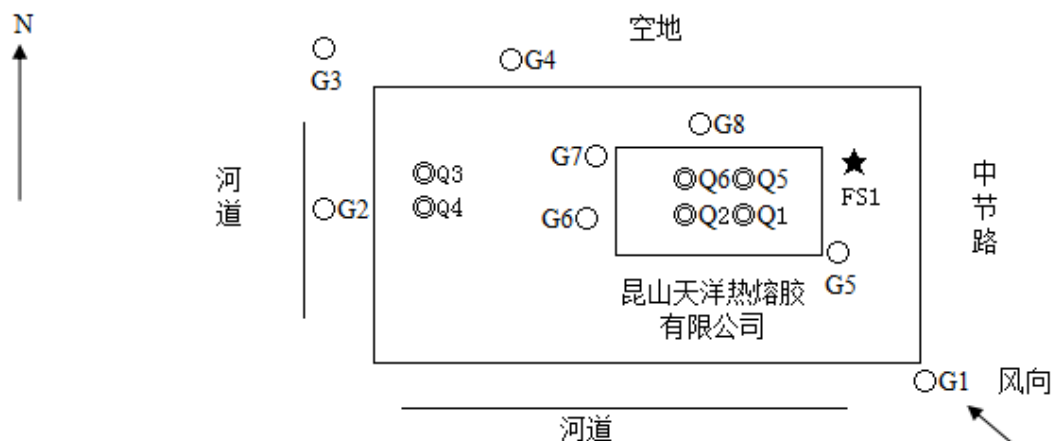 N
空地
G3
G4
G8
G7
Q3
Q6 Q5
河道
G2
Q4
G6
Q2 Q1
FS1
中节路
G5
昆山天洋热熔胶
有限公司
G1 风向
河道